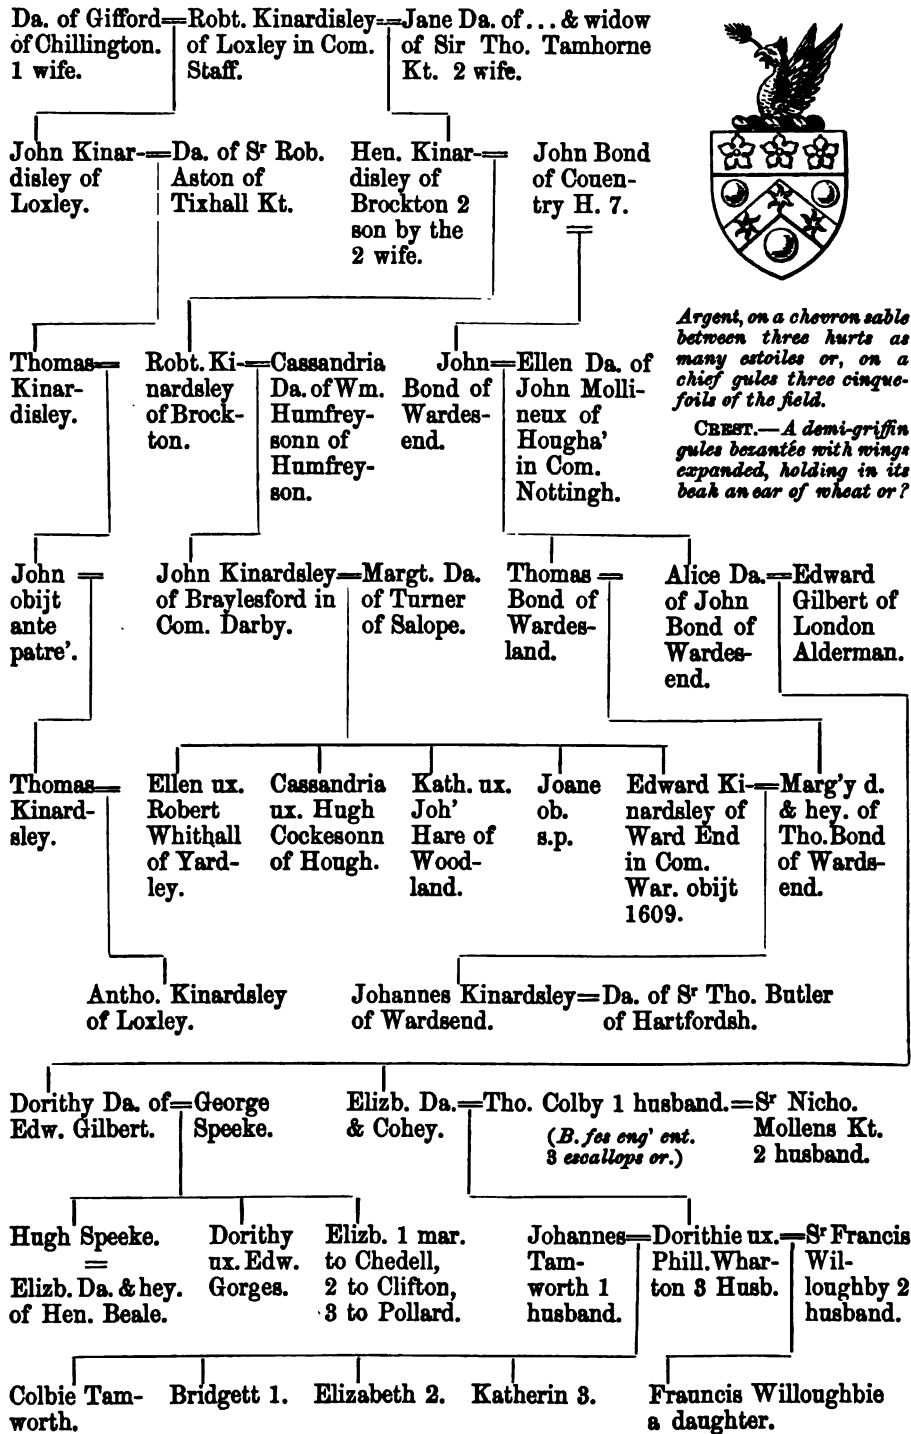 Da. of Gifford=Robt. Kinardisley=Jane Da. of... & widow
of Chillington. of Loxley in Com. of Sir Tho. Tamhorne
1 wife. Staff. Kt. 2 wife.
John Kinar-=Da. of Sr Rob.
disley of Aston of
Loxley. Tixhall Kt.
Hen. Kinar-=
disley of
Brockton 2
son by the
2 wife.
John Bond
of Couen-
try H. 7.
=
Argent, on a chevron sable
between three hurts as
many estoiles or, on a
chief gules three cinque-
foils of the field.
CREST.—A demi-griffin
gules bezantée with wings
expanded, holding in its
beak an ear of wheat or?
Thomas=
Kinar-
disley.
Robt. Ki-=Cassandria
nardsley Da. of Wm.
of Brock- Humfrey-
ton. sonn of
Humfrey-
son.
John=Ellen Da. of
Bond of John Molli-
Wardes- neux of
end. Hougha'
in Com.
Nottingh.
John =
obijt
ante
patre'.
John Kinardsley=Margt. Da.
of Braylesford in of Turner
Com. Darby. of Salope.
Thomas=
Bond of
Wardes-
land.
Alice Da.=Edward
of John Gilbert of
Bond of London
Wardes- Alderman.
end.
Thomas=
Kinard-
sley.
Ellen ux.
Robert
Whithall
of Yard-
ley.
Cassandria
ux. Hugh
Cockesonn
of Hough.
Kath. ux.
Joh'
Hare of
Wood-
land.
Joane
ob.
s.p.
Edward Ki-=Marg'y d.
nardsley of & hey. of
Ward End Tho. Bond
in Com. of Wards-
War. obijt end.
1609.
Antho. Kinardsley
of Loxley.
Johannes Kinardsley=Da. of Sr Tho. Butler
of Wardsend. of Hartfordsh.
Dorithy Da. of=George
Edw. Gilbert. Speeke.
Elizb. Da.=Tho. Colby 1 husband.=Sr Nicho.
& Cohey. (B. fes eng' ent. Mollens Kt.
3 escallops or.) 2 husband.
Hugh Speeke.
=
Elizb. Da. & hey.
of Hen. Beale.
Dorithy
ux. Edw.
Gorges.
Elizb. 1 mar.
to Chedell,
2 to Clifton,
3 to Pollard.
Johannes=Dorithie ux.=Sr Francis
Tam- Phill. Whar- Wil-
worth 1 ton 3 Husb. loughby 2
husband. husband.
Colbie Tam-
worth.
Bridgett 1.
Elizabeth 2.
Katherin 3.
Frauncis Willoughbie
a daughter.